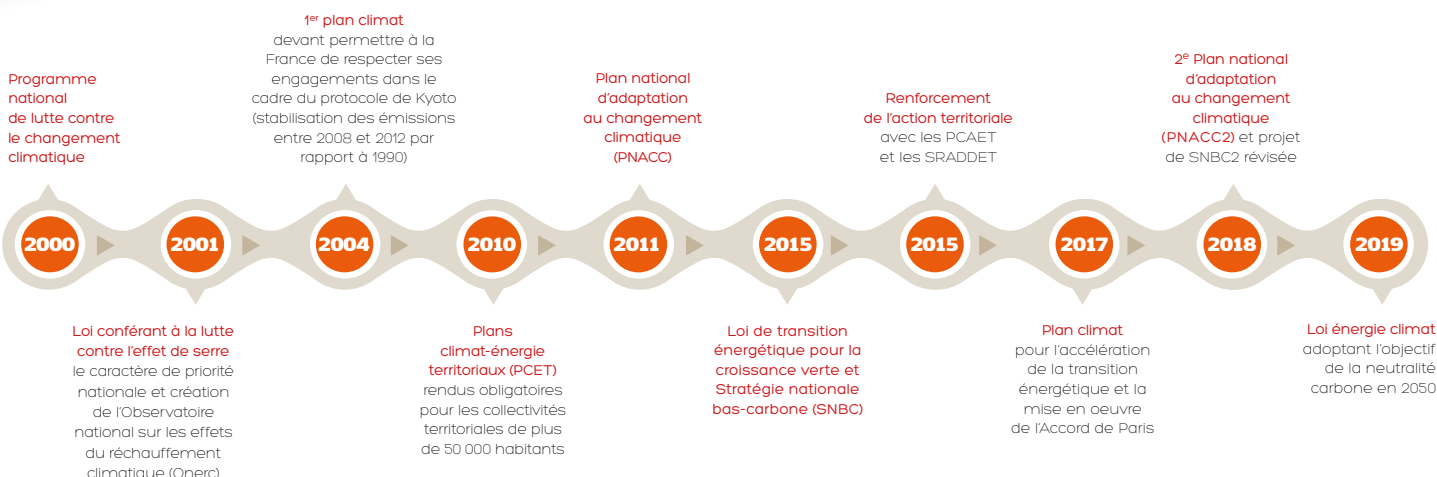 Programme
national
de lutte contre
le changement
climatique
1er plan climat
devant permettre à la
France de respecter ses
engagements dans le
cadre du protocole de Kyoto
(stabilisation des émissions
entre 2008 et 2012 par
rapport à 1990)
Plan national
d'adaptation
au changement
climatique
(PNACC)
Renforcement
de l'action territoriale
avec les PCAET
et les SRADDET
2e Plan national
d'adaptation
au changement
climatique
(PNACC2) et projet
de SNBC2 révisée
2000
2001
2004
2010
2011
2015
2015
2017
2018
2019
Loi conférant à la lutte
contre l'effet de serre
le caractère de priorité
nationale et création
de l'Observatoire
national sur les effets
du réchauffement
climatique (Onerc)
Plans
climat-énergie
territoriaux (PCET)
rendus obligatoires
pour les collectivités
territoriales de plus
de 50 000 habitants
Loi de transition
énergétique pour la
croissance verte et
Stratégie nationale
bas-carbone (SNBC)
Plan climat
pour l'accélération
de la transition
énergétique et la
mise en oeuvre
de l'Accord de Paris
Loi énergie climat
adoptant l'objectif
de la neutralité
carbone en 2050